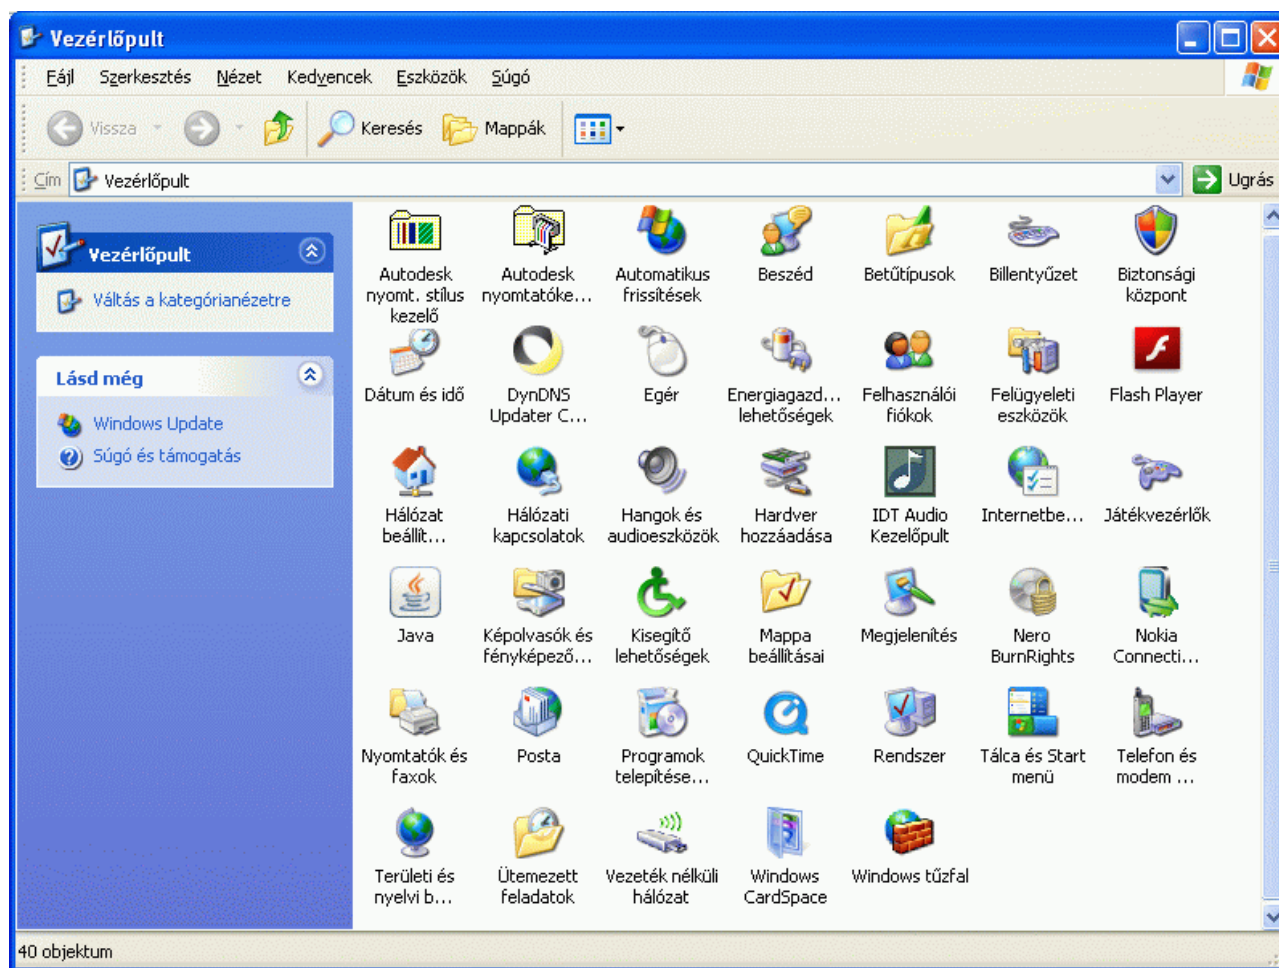 Vezérlőpult
Fájl Szerkesztés Nézet Kedvencek Eszközök Súgó
Vissza Keresés Mappák
Cím Vezérlőpult Ugrás
Vezérlőpult
Váltás a kategórianézetre
Lásd még
Windows Update
Súgó és támogatás
Autodesk nyomt. stílus kezelő
Autodesk nyomtatóke...
Automatikus frissítések
Beszéd
Betűtípusok
Billentyűzet
Biztonsági központ
Dátum és idő
DynDNS Updater C...
Egér
Energiagazd... lehetőségek
Felhasználói fiókok
Felügyeleti eszközök
Flash Player
Hálózat beállít...
Hálózati kapcsolatok
Hangok és audioeszközök
Hardver hozzáadása
IDT Audio Kezelőpult
Internetbe...
Játékvezérlők
Java
Képolvasók és fényképező...
Kisegítő lehetőségek
Mappa beállításai
Megjelenítés
Nero BurnRights
Nokia Connecti...
Nyomtatók és faxok
Posta
Programok telepítése...
QuickTime
Rendszer
Tálca és Start menü
Telefon és modem ...
Területi és nyelvi b...
Ütemezett feladatok
Vezeték nélküli hálózat
Windows CardSpace
Windows tűzfal
40 objektum